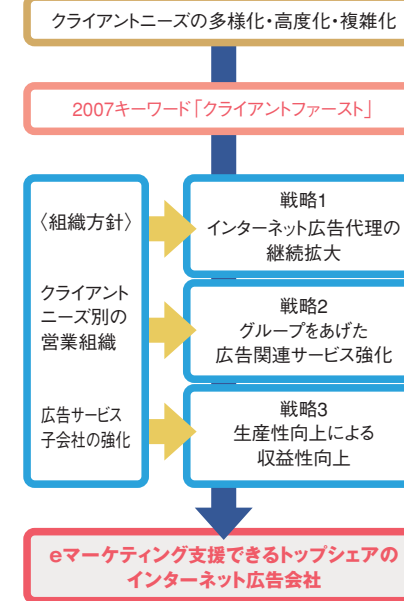 クライアントニーズの多様化・高度化・複雑化
2007キーワード「クライアントファースト」
〈組織方針〉
クライアント
ニーズ別の
営業組織
広告サービス
子会社の強化
戦略1
インターネット広告代理の
継続拡大
戦略2
グループをあげた
広告関連サービス強化
戦略3
生産性向上による
収益性向上
eマーケティング支援できるトップシェアの
インターネット広告会社